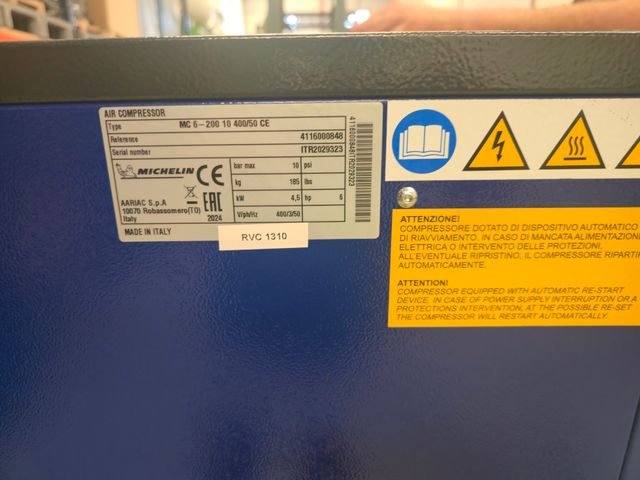 AIR COMPRESSOR
Type MC 6-200 10 400/50 CE
Reference 4116000848
Serial number ITR2029323
MICHELIN CE
bar max 10 psi
kg 185 lbs
kW 4,5 hp 6
V/ph/Hz 400/3/50
AARIAC S.p.A
10070 Robassomero(TO)
Italy
EAC
2024
MADE IN ITALY
4116000848ITR2029323
RVC 1310
ATTENZIONE!
COMPRESSORE DOTATO DI DISPOSITIVO AUTOMATICO
DI RIAVVIAMENTO. IN CASO DI MANCATA ALIMENTAZIONE
ELETTRICA O INTERVENTO DELLE PROTEZIONI,
ALL'EVENTUALE RIPRISTINO, IL COMPRESSORE RIPARTI
AUTOMATICAMENTE.
ATTENTION!
COMPRESSOR EQUIPPED WITH AUTOMATIC RE-START
DEVICE. IN CASE OF POWER SUPPLY INTERRUPTION OR A
PROTECTIONS INTERVENTION, AT THE POSSIBLE RE-SET
THE COMPRESSOR WILL RESTART AUTOMATICALLY.